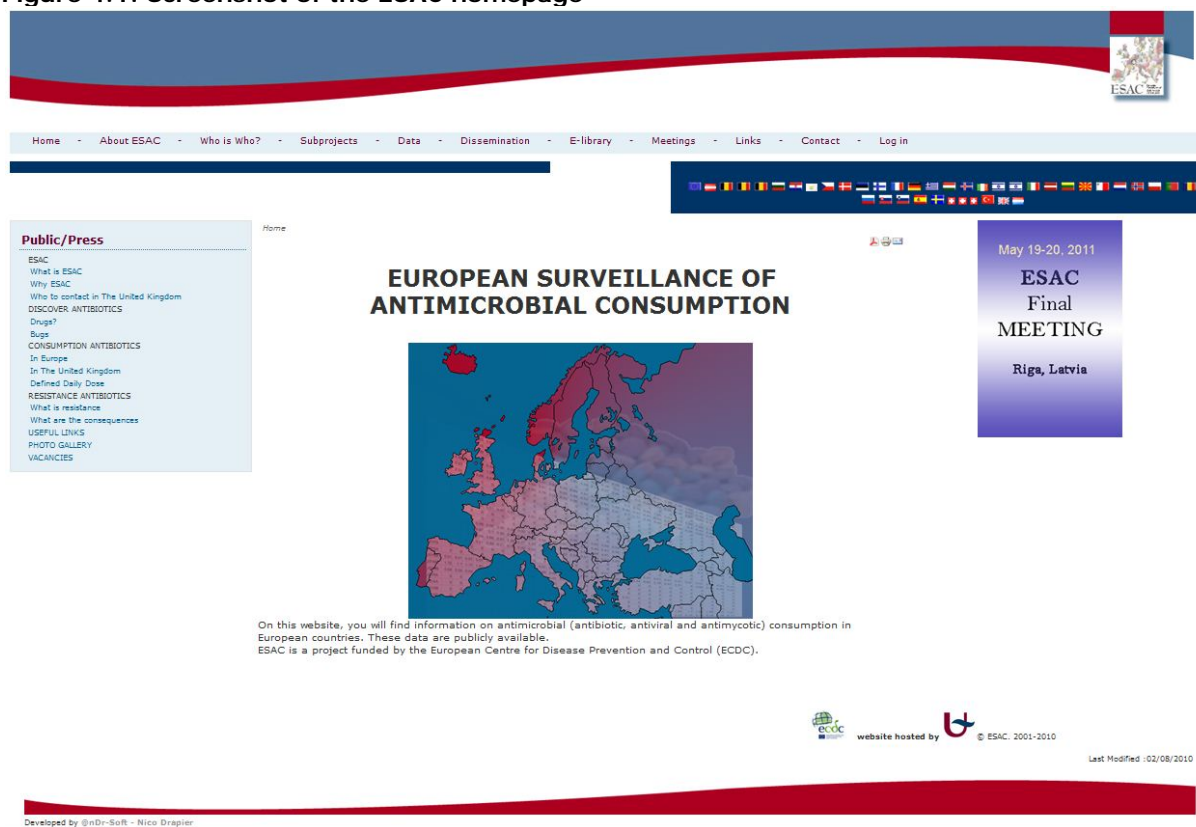 Figure 4.1. Screenshot of the ESAC homepage
ESAC
Home - About ESAC - Who is Who? - Subprojects - Data - Dissemination - E-library - Meetings - Links - Contact - Log in
Public/Press
ESAC
What is ESAC
Why ESAC
Who to contact in The United Kingdom
DISCOVER ANTIBIOTICS
Drugs?
Bugs
CONSUMPTION ANTIBIOTICS
In Europe
In The United Kingdom
Defined Daily Dose
RESISTANCE ANTIBIOTICS
What is resistance
What are the consequences
USEFUL LINKS
PHOTO GALLERY
VACANCIES
Home
EUROPEAN SURVEILLANCE OF
ANTIMICROBIAL CONSUMPTION
On this website, you will find information on antimicrobial (antibiotic, antiviral and antimycotic) consumption in
European countries. These data are publicly available.
ESAC is a project funded by the European Centre for Disease Prevention and Control (ECDC).
May 19-20, 2011
ESAC
Final
MEETING
Riga, Latvia
ecdc
website hosted by
© ESAC. 2001-2010
Last Modified :02/08/2010
Developed by @nDr-Soft - Nico Drapier